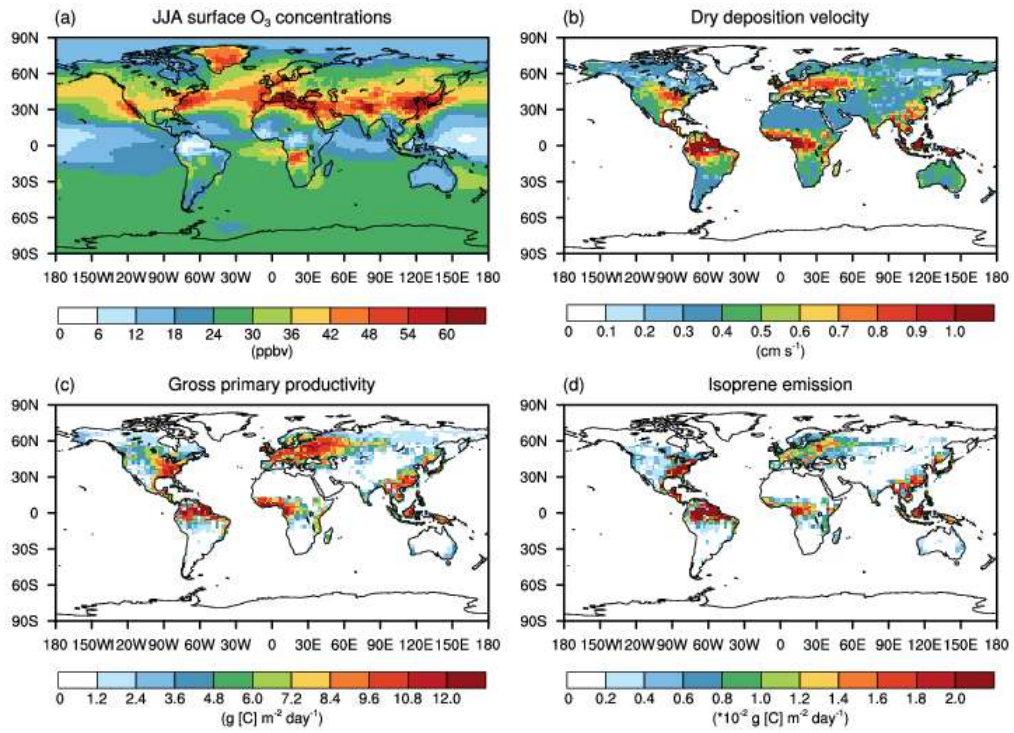 (a) JJA surface O3 concentrations
90N
60N
30N
0
30S
60S
90S
180 150W120W 90W 60W 30W 0 30E 60E 90E 120E 150E 180
0 6 12 18 24 30 36 42 48 54 60
(ppbv)
(b) Dry deposition velocity
90N
60N
30N
0
30S
60S
90S
180 150W120W 90W 60W 30W 0 30E 60E 90E 120E 150E 180
0 0.1 0.2 0.3 0.4 0.5 0.6 0.7 0.8 0.9 1.0
(cm s-1)
(c) Gross primary productivity
90N
60N
30N
0
30S
60S
90S
180 150W120W 90W 60W 30W 0 30E 60E 90E 120E 150E 180
0 1.2 2.4 3.6 4.8 6.0 7.2 8.4 9.6 10.8 12.0
(g [C] m-2 day-1)
(d) Isoprene emission
90N
60N
30N
0
30S
60S
90S
180 150W120W 90W 60W 30W 0 30E 60E 90E 120E 150E 180
0 0.2 0.4 0.6 0.8 1.0 1.2 1.4 1.6 1.8 2.0
(*10-2 g [C] m-2 day-1)